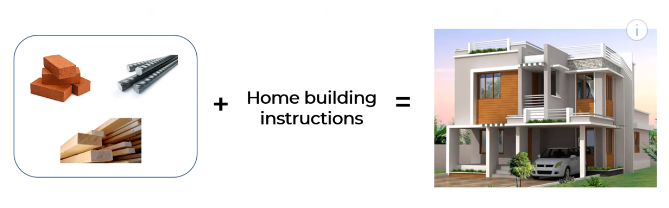 +
Home building
instructions
=
i